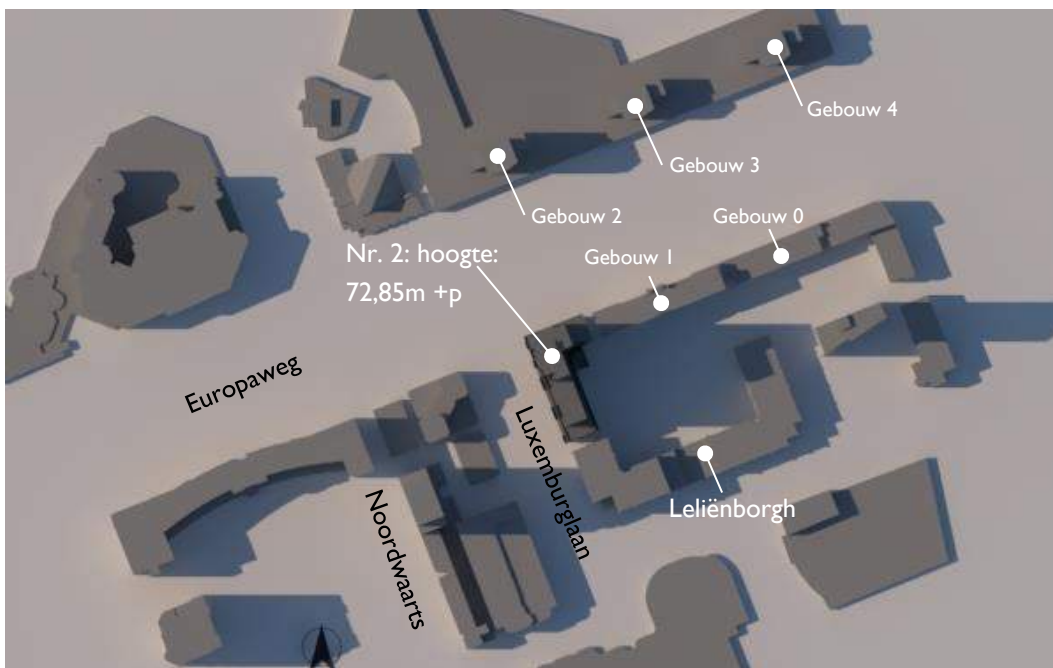 Gebouw 4
Gebouw 3
Gebouw 2
Gebouw 0
Nr. 2: hoogte:
72,85m +p
Gebouw 1
Europaweg
Luxemburglaan
Leliënborgh
Noordwaarts